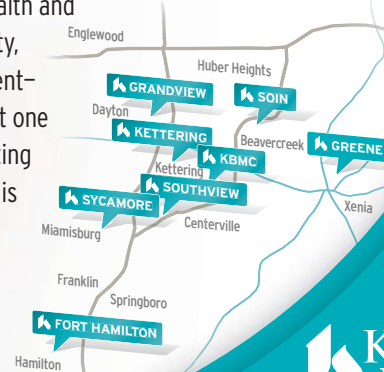 alth and
ty,
ent–
t one
ing
is
Englewood
Huber Heights
GRANDVIEW
SOIN
Dayton
KETTERING
Beavercreek
GREENE
KBMC
Kettering
SOUTHVIEW
Xenia
SYCAMORE
Centerville
Miamisburg
Franklin
Springboro
FORT HAMILTON
Hamilton
K